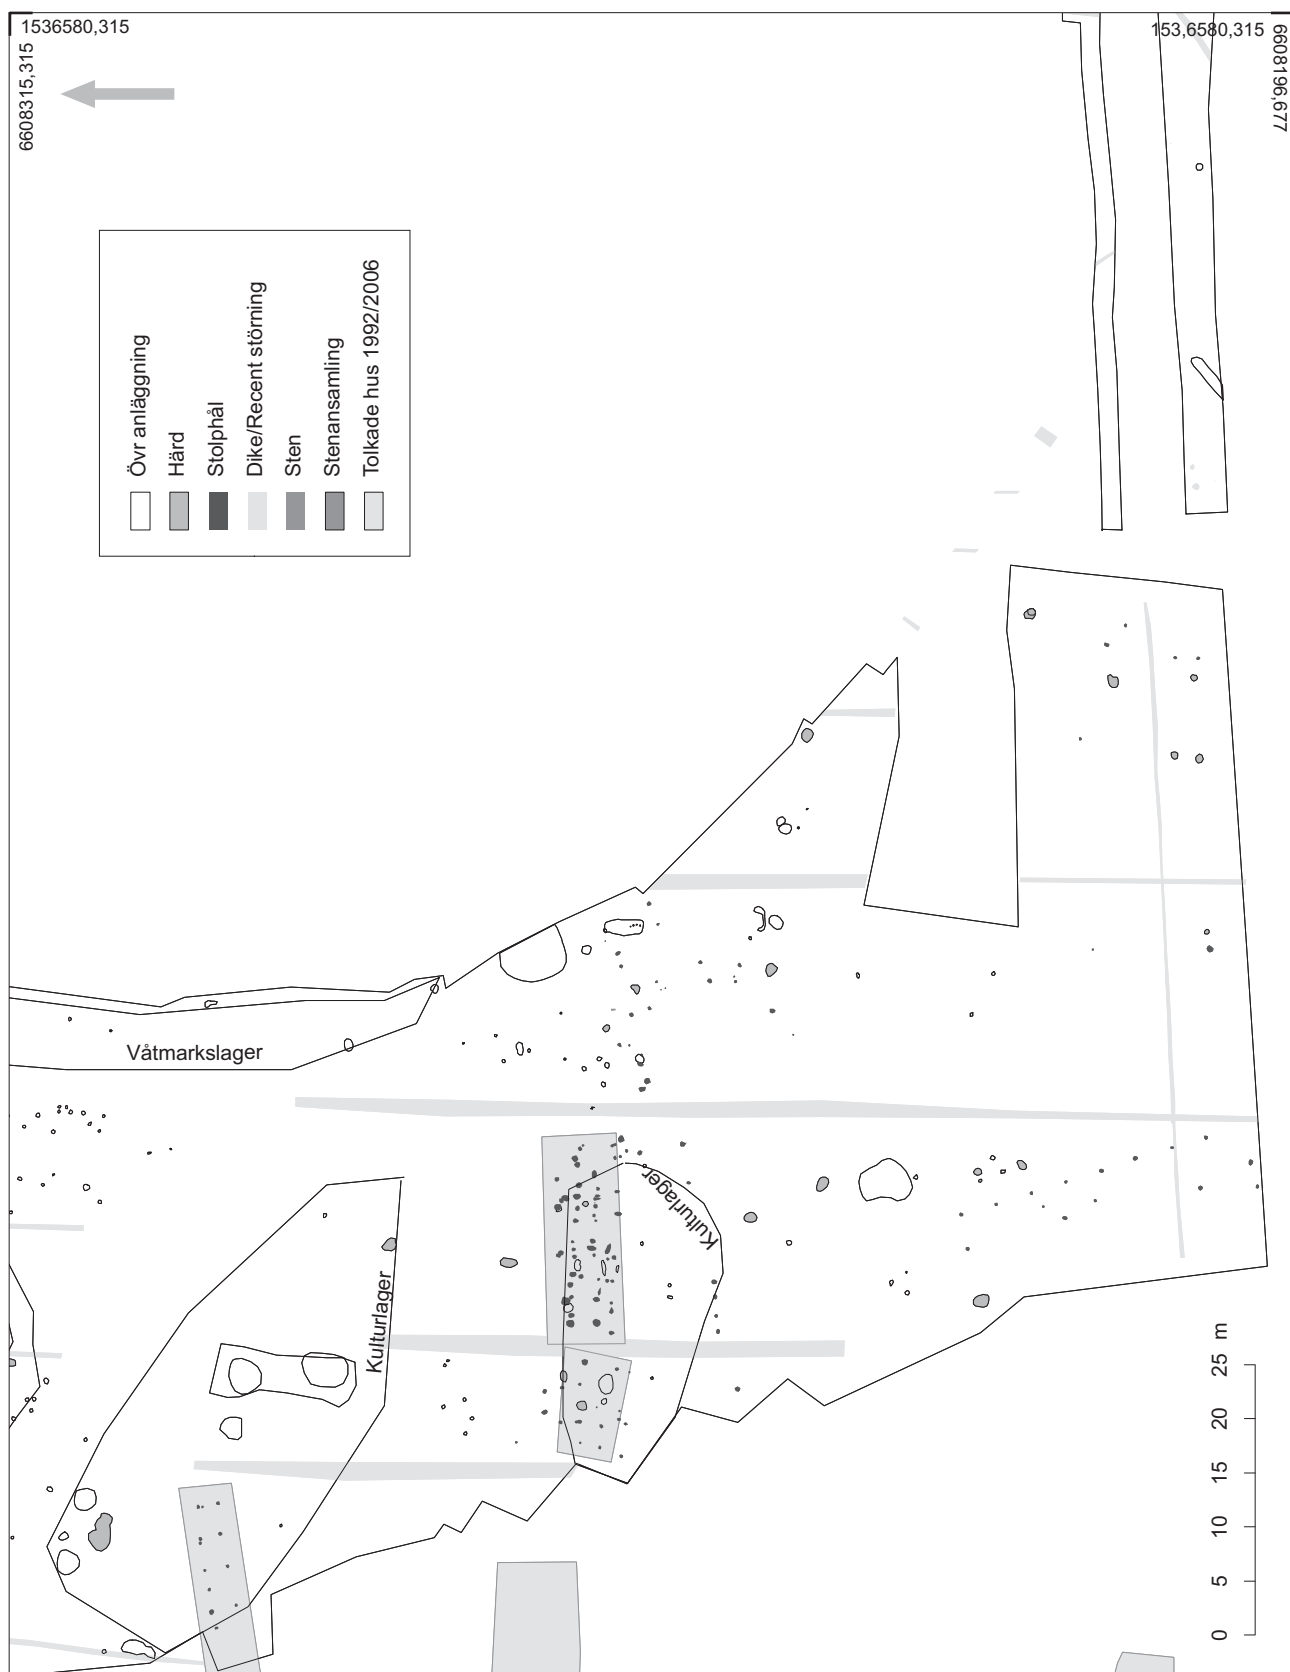 1536580,315
6608315,315
153,6580,315
6608196,677
Övr anläggning
Härd
Stolphål
Dike/Recent störning
Sten
Stenansamling
Tolkade hus 1992/2006
Våtmarkslager
Kulturlager
Kulturlager
0 5 10 15 20 25 m